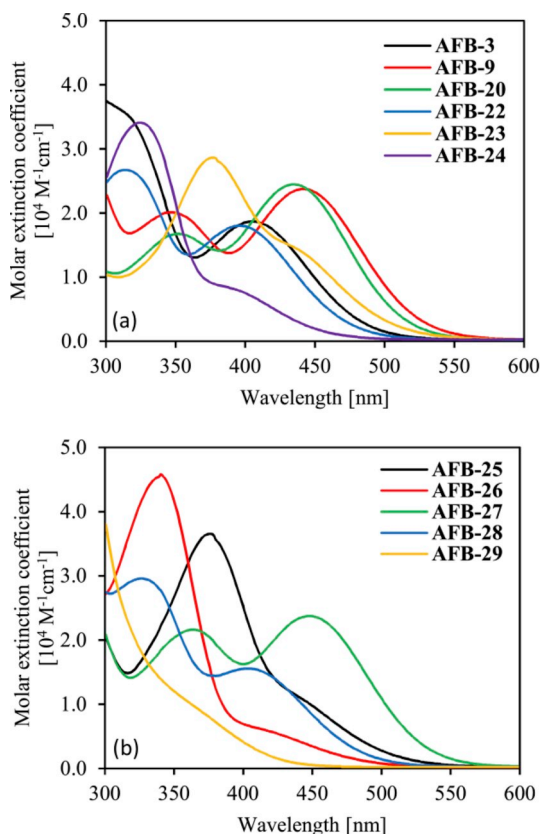 5.0
4.0
3.0
2.0
1.0
0.0
Molar extinction coefficient
[10⁴ M⁻¹cm⁻¹]
AFB-3
AFB-9
AFB-20
AFB-22
AFB-23
AFB-24
(a)
300 350 400 450 500 550 600
Wavelength [nm]
5.0
4.0
3.0
2.0
1.0
0.0
Molar extinction coefficient
[10⁴ M⁻¹cm⁻¹]
AFB-25
AFB-26
AFB-27
AFB-28
AFB-29
(b)
300 350 400 450 500 550 600
Wavelength [nm]